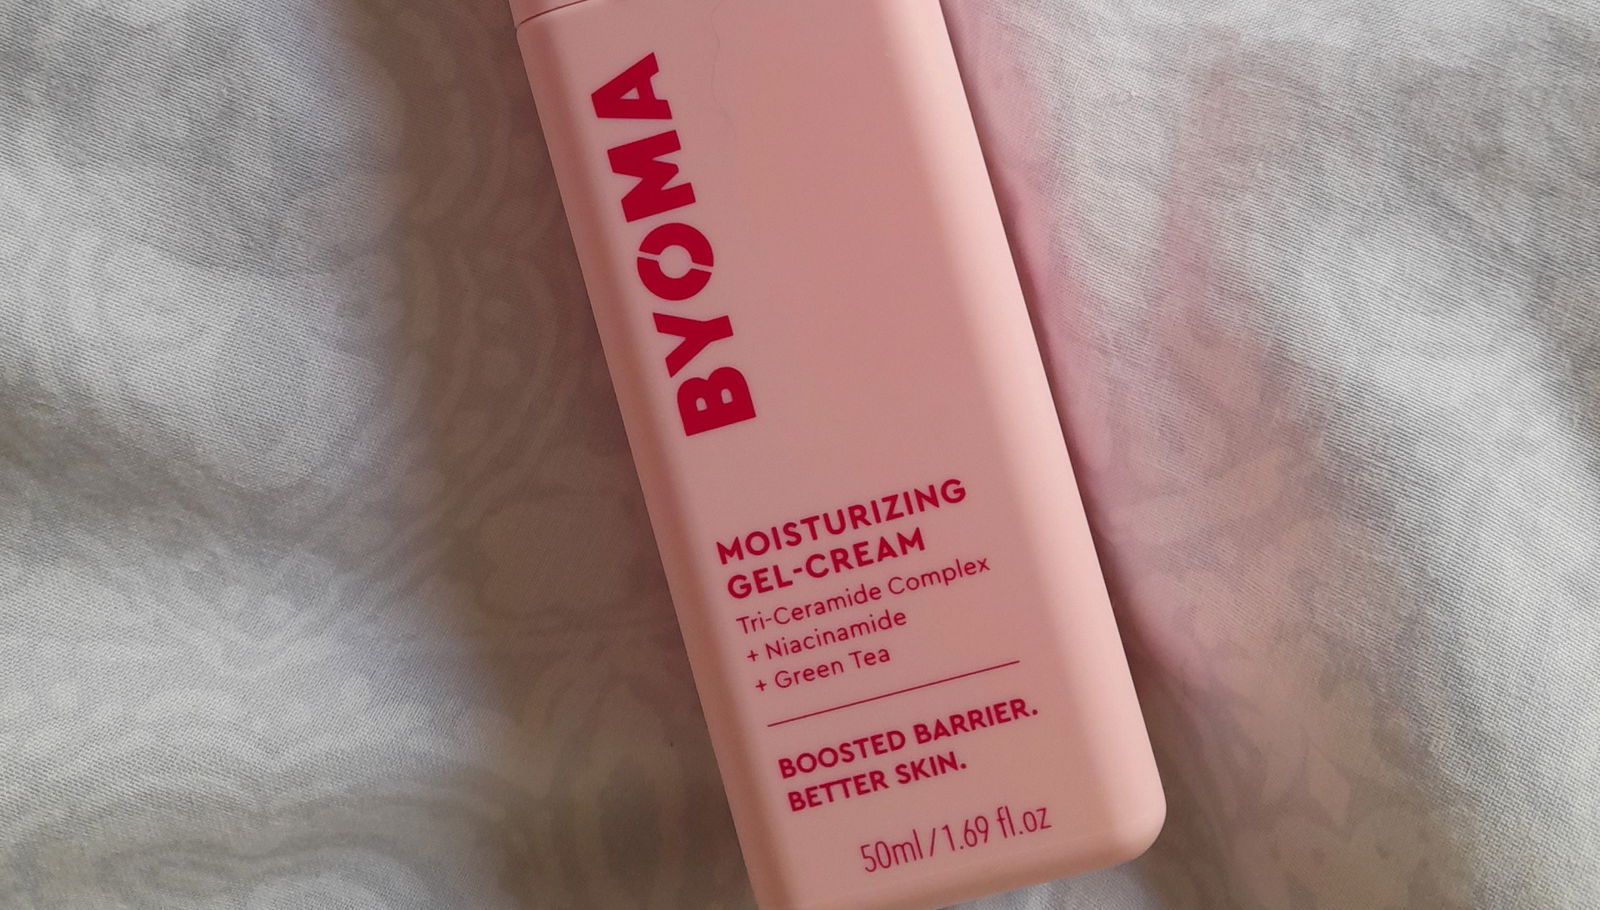 BYOMA
MOISTURIZING
GEL-CREAM
Tri-Ceramide Complex
+ Niacinamide
+ Green Tea
BOOSTED BARRIER.
BETTER SKIN.
50ml / 1.69 fl.oz